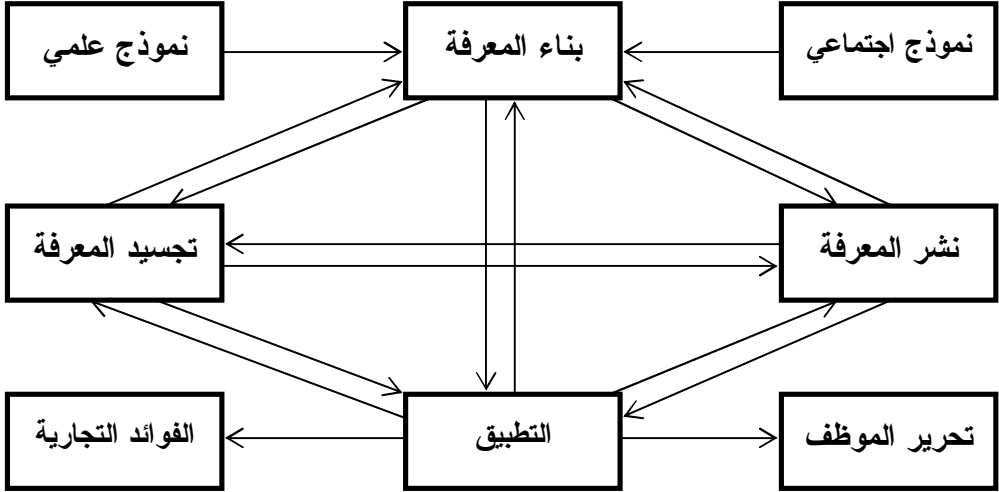 نموذج اجتماعي
بناء المعرفة
نموذج علمي
نشر المعرفة
تجسيد المعرفة
تحرير الموظف
التطبيق
الفوائد التجارية